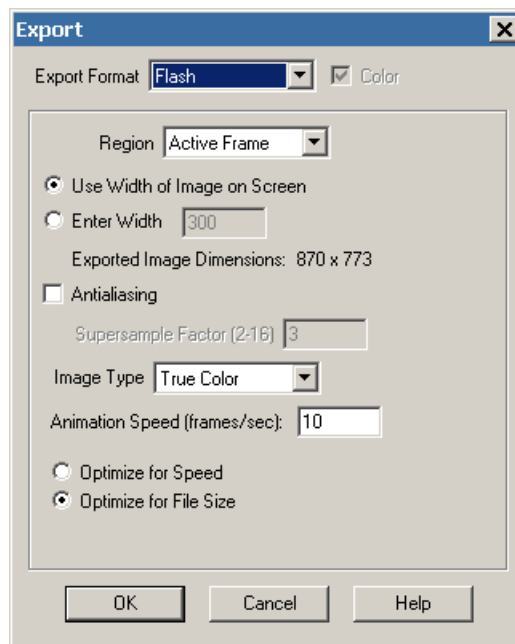 Export
Export Format Flash Color
Region Active Frame
Use Width of Image on Screen
Enter Width 300
Exported Image Dimensions: 870 x 773
Antialiasing
Supersample Factor (2-16) 3
Image Type True Color
Animation Speed (frames/sec): 10
Optimize for Speed
Optimize for File Size
OK Cancel Help